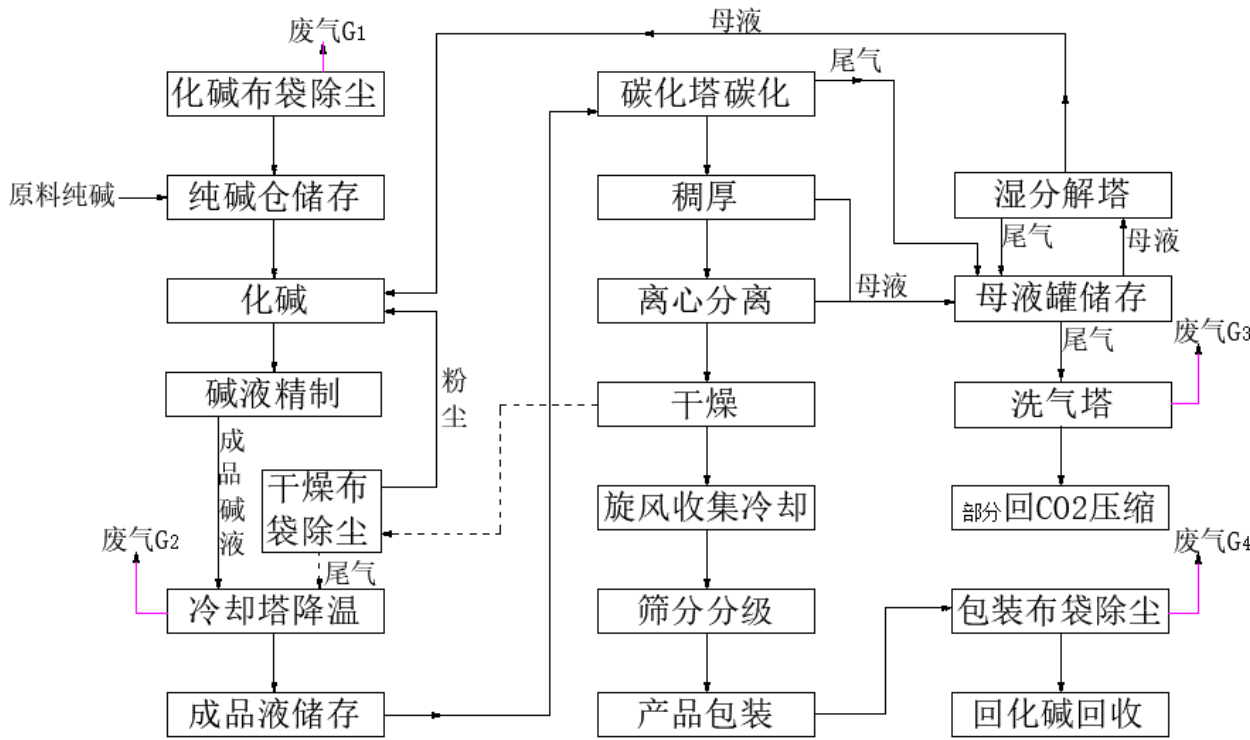 废气G1
化碱布袋除尘
原料纯碱
纯碱仓储存
化碱
碱液精制
成品碱液
粉尘
干燥布
袋除尘
尾气
废气G2
冷却塔降温
成品液储存
母液
碳化塔碳化
尾气
稠厚
离心分离
母液
干燥
旋风收集冷却
筛分分级
产品包装
湿分解塔
尾气
母液
母液罐储存
尾气
废气G3
洗气塔
部分回CO2压缩
废气G4
包装布袋除尘
回化碱回收